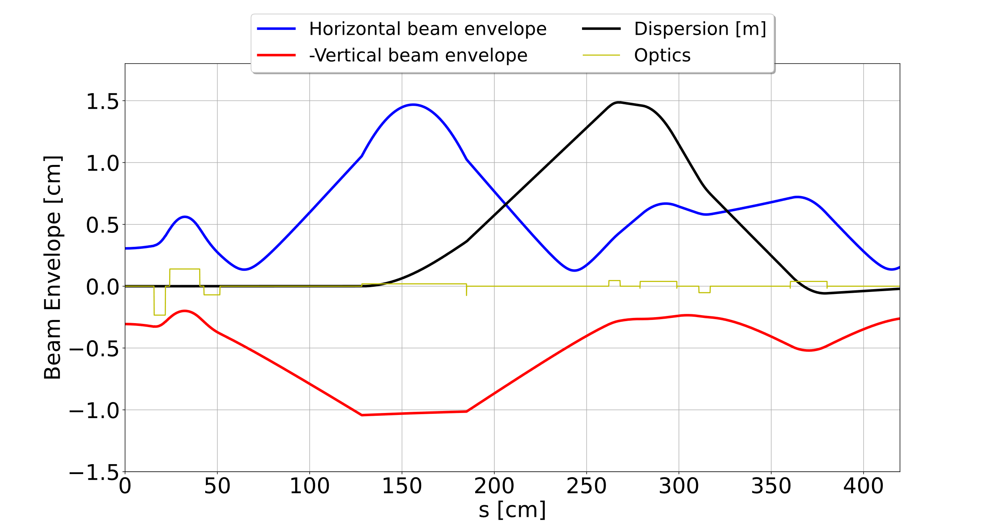 Horizontal beam envelope
-Vertical beam envelope
Dispersion [m]
Optics
Beam Envelope [cm]
1.5
1.0
0.5
0.0
−0.5
−1.0
−1.5
0 50 100 150 200 250 300 350 400
s [cm]